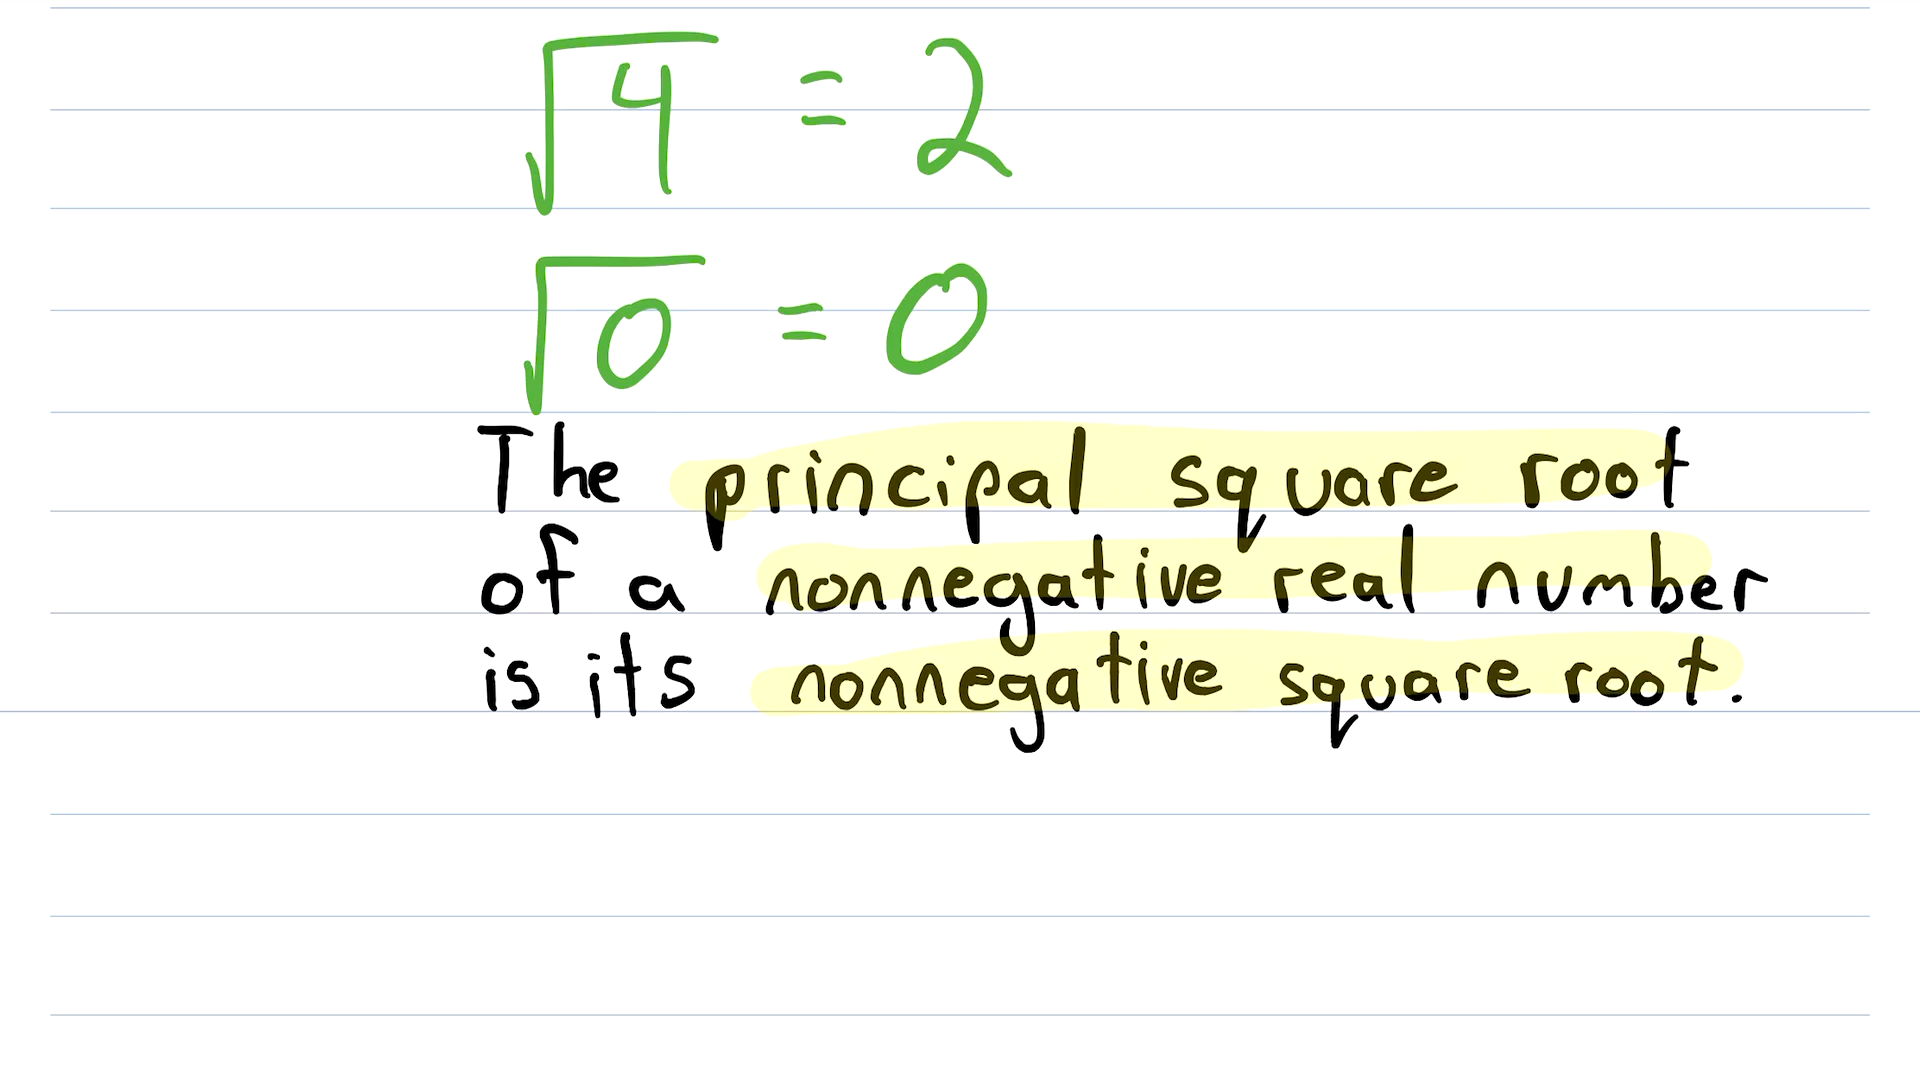 √4 = 2
√0 = 0
The principal square root
of a nonnegative real number
is its nonnegative square root.